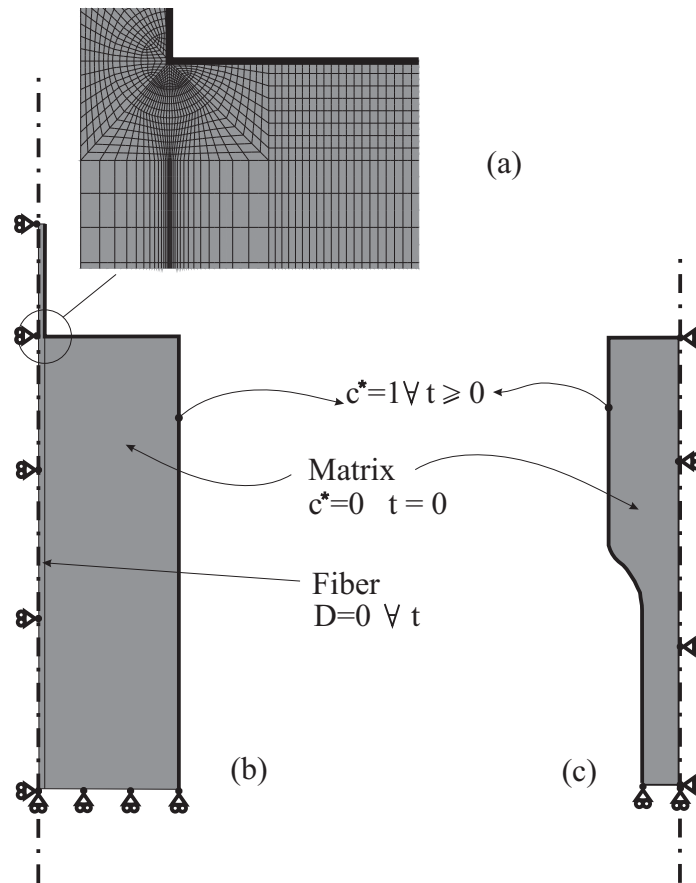 (a)
c*=1 ∀ t ⩾ 0
Matrix
c*=0 t = 0
Fiber
D=0 ∀ t
(b)
(c)